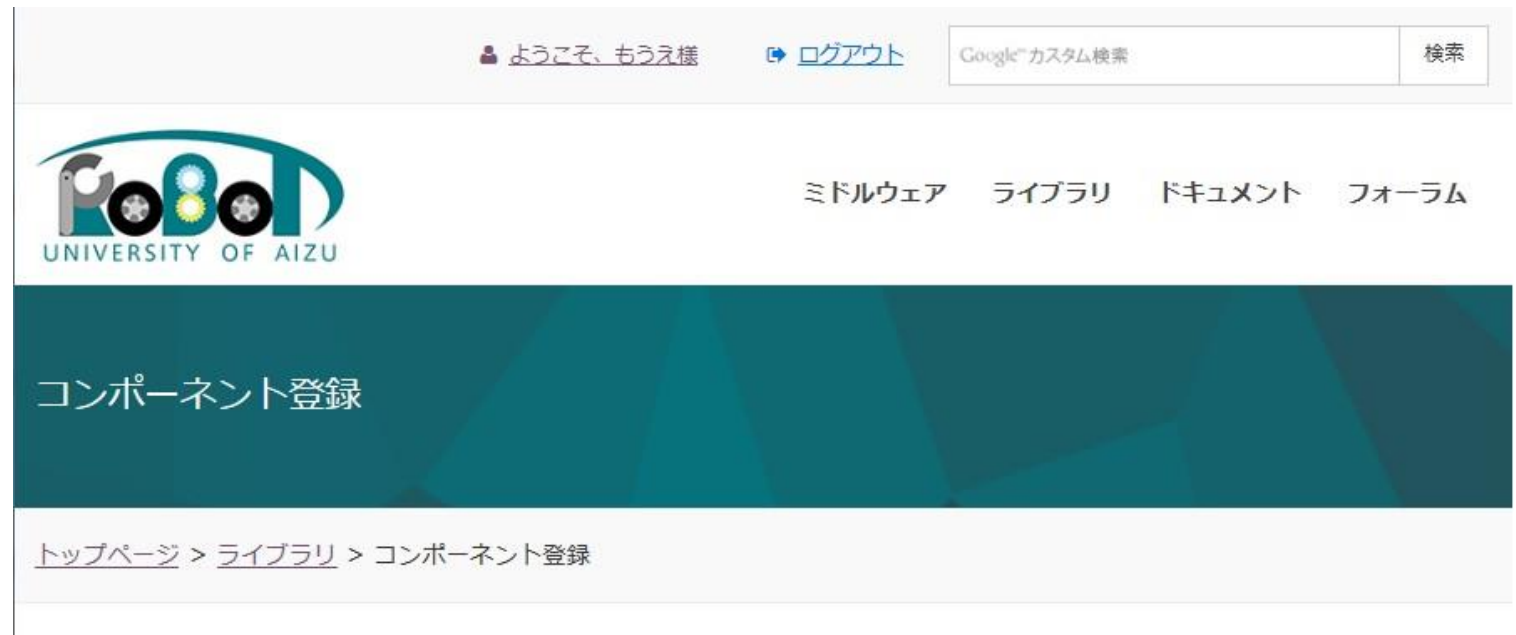 ようこそ、もうえ様 ログアウト Google™カスタム検索 検索
RoBoT
UNIVERSITY OF AIZU
ミドルウェア ライブラリ ドキュメント フォーラム
コンポーネント登録
トップページ > ライブラリ > コンポーネント登録